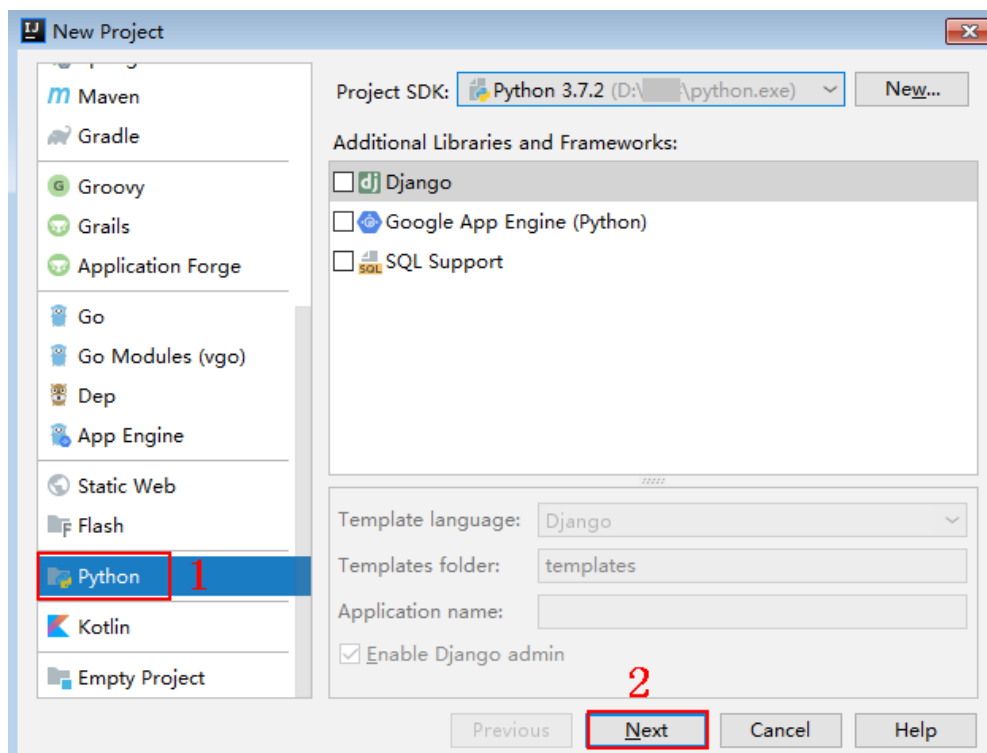 New Project
Maven
Gradle
Groovy
Grails
Application Forge
Go
Go Modules (vgo)
Dep
App Engine
Static Web
Flash
Python 1
Kotlin
Empty Project
Project SDK: Python 3.7.2 (D:\ \python.exe) New...
Additional Libraries and Frameworks:
Django
Google App Engine (Python)
SQL Support
Template language: Django
Templates folder: templates
Application name:
Enable Django admin
2
Previous Next Cancel Help